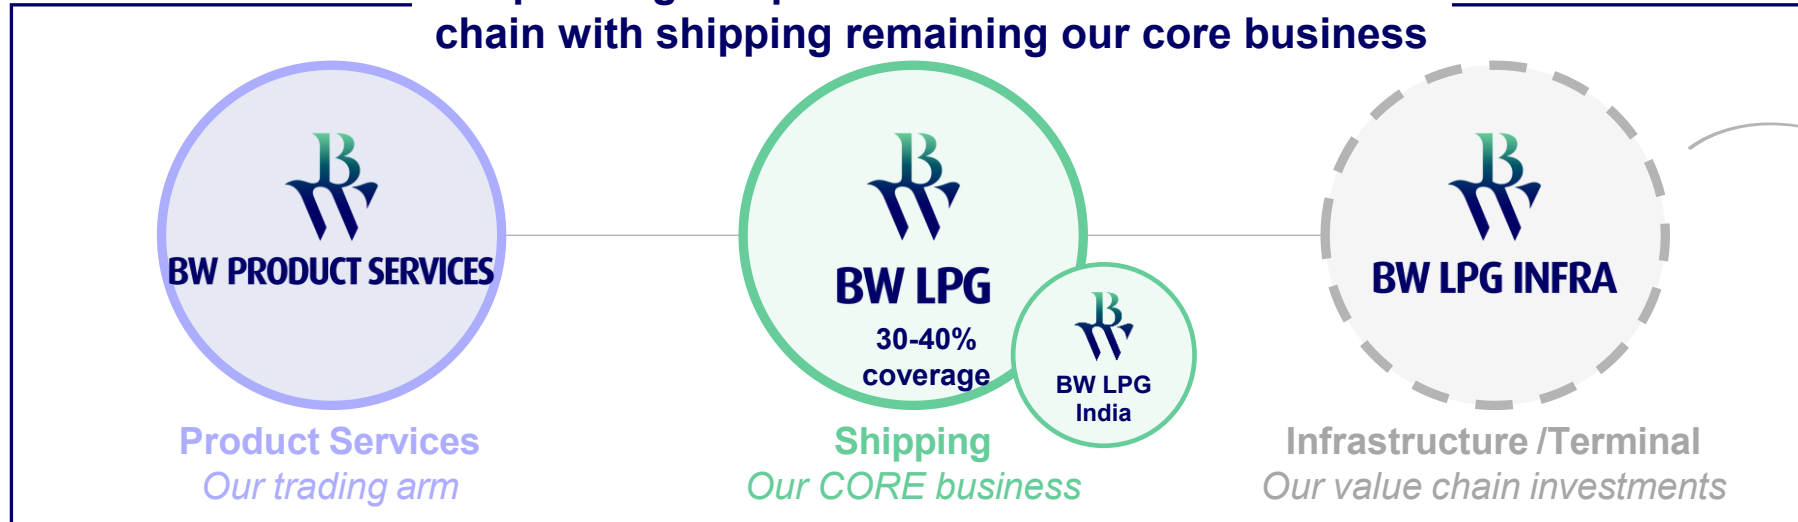 chain with shipping remaining our core business
BW PRODUCT SERVICES
BW LPG
30-40%
coverage
BW LPG
India
BW LPG INFRA
Product Services
Our trading arm
Shipping
Our CORE business
Infrastructure /Terminal
Our value chain investments